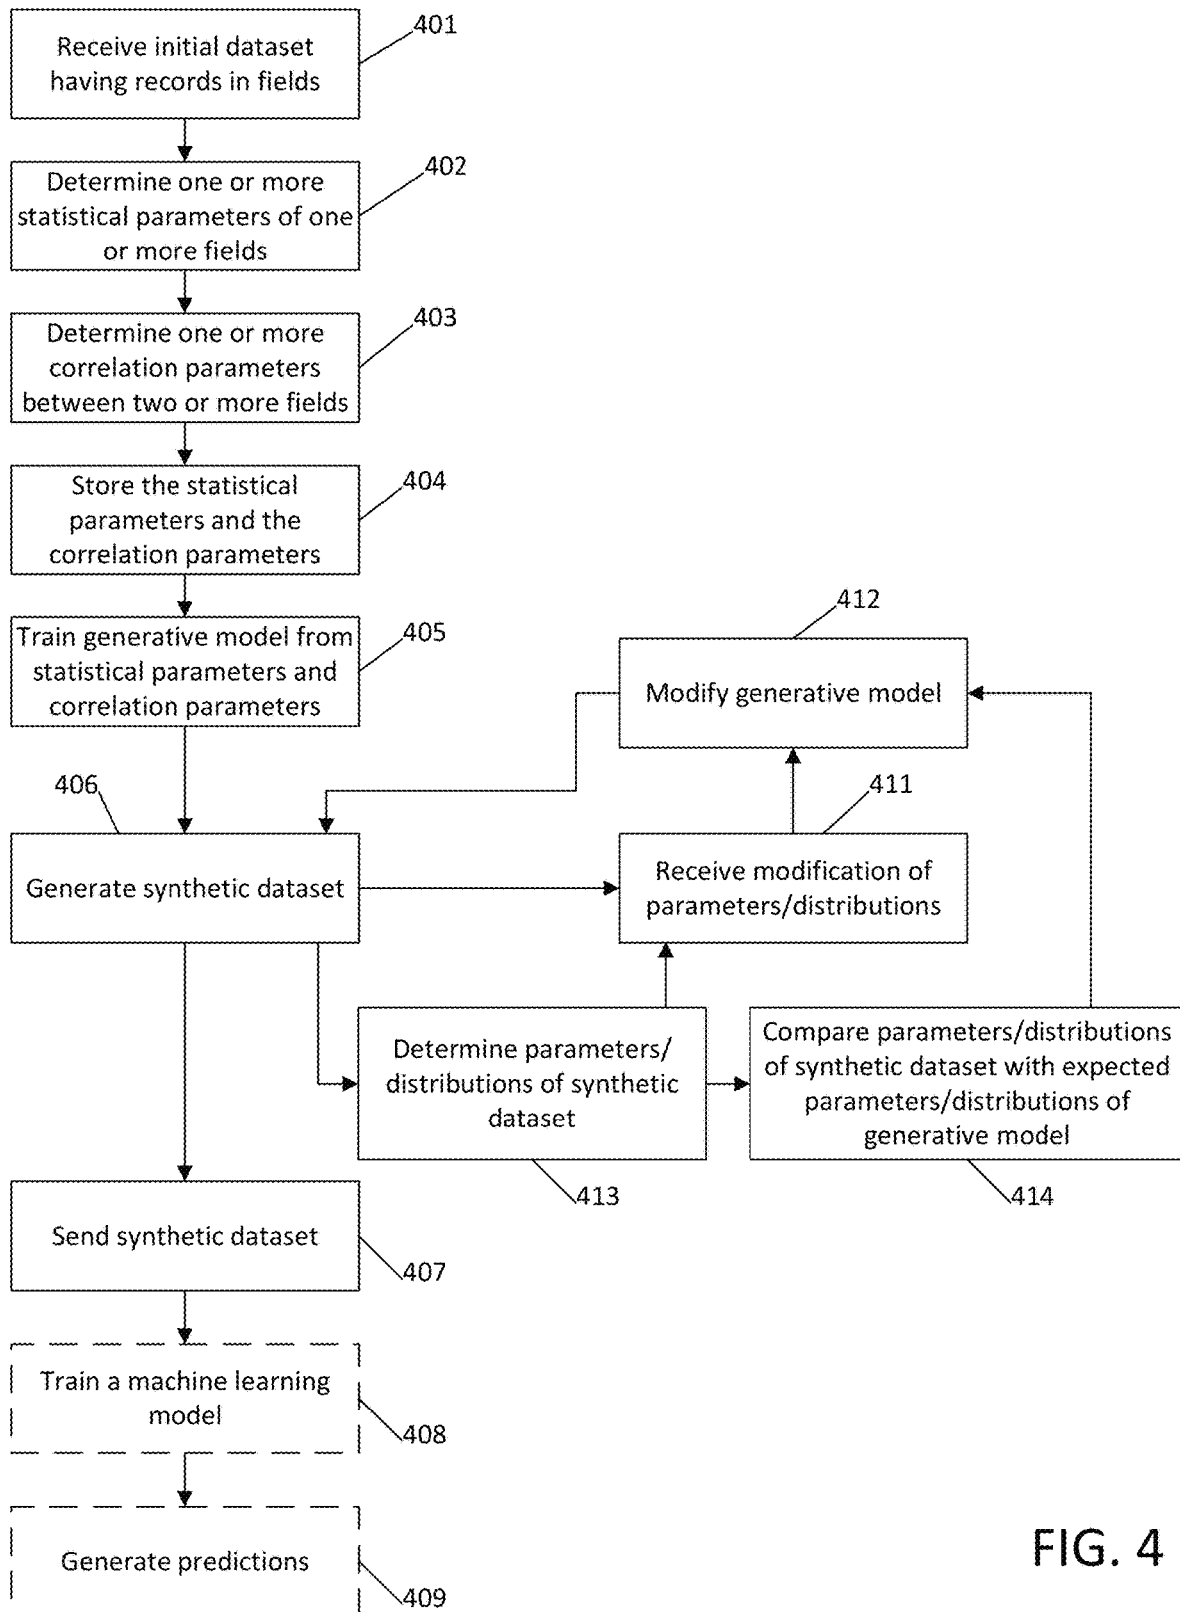 401
Receive initial dataset
having records in fields
402
Determine one or more
statistical parameters of one
or more fields
403
Determine one or more
correlation parameters
between two or more fields
404
Store the statistical
parameters and the
correlation parameters
405
Train generative model from
statistical parameters and
correlation parameters
412
Modify generative model
406
Generate synthetic dataset
411
Receive modification of
parameters/distributions
Determine parameters/
distributions of synthetic
dataset
413
Compare parameters/distributions
of synthetic dataset with expected
parameters/distributions of
generative model
414
Send synthetic dataset
407
Train a machine learning
model
408
Generate predictions
409
FIG. 4